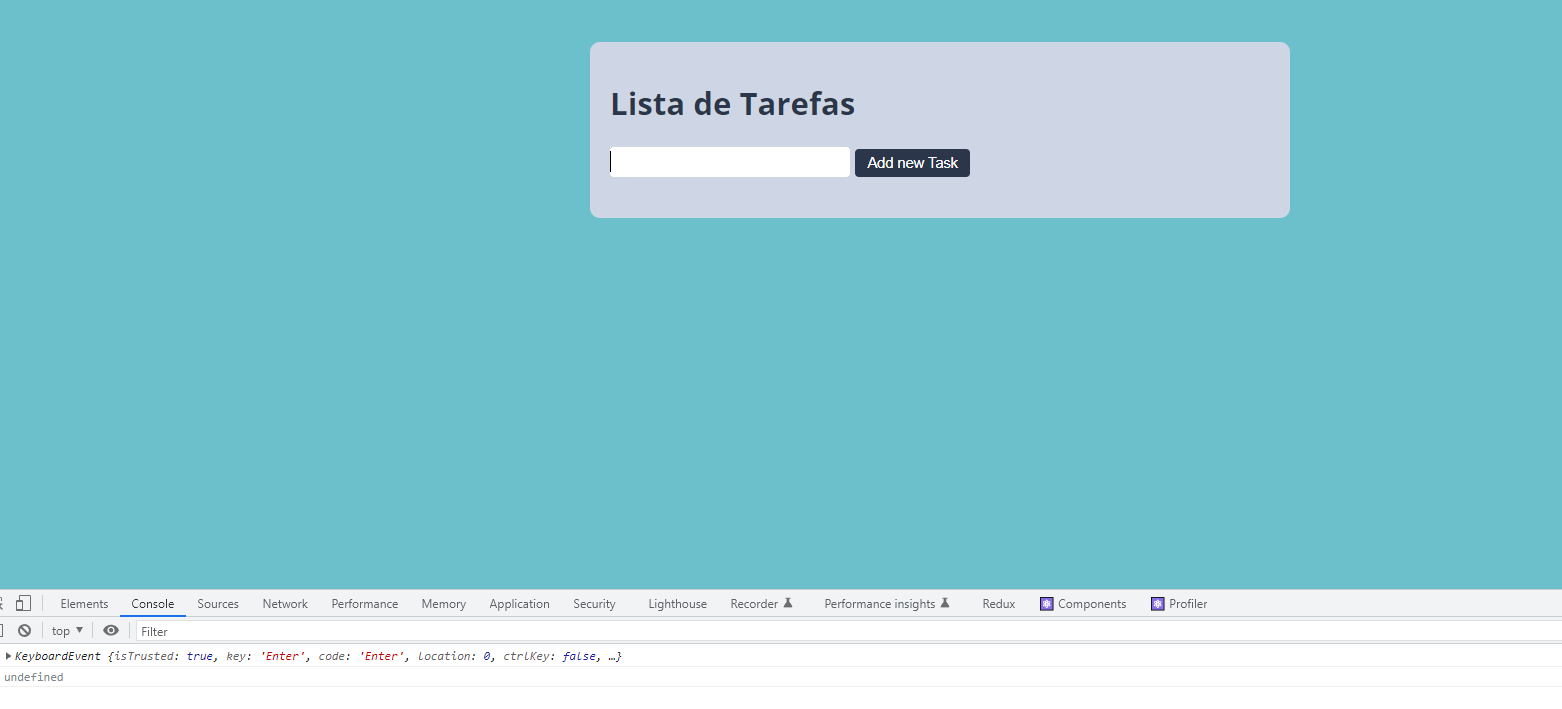 Lista de Tarefas
Add new Task
Elements Console Sources Network Performance Memory Application Security Lighthouse Recorder Performance insights Redux Components Profiler
top ▼ Filter
▶KeyboardEvent {isTrusted: true, key: 'Enter', code: 'Enter', location: 0, ctrlKey: false, …}
undefined